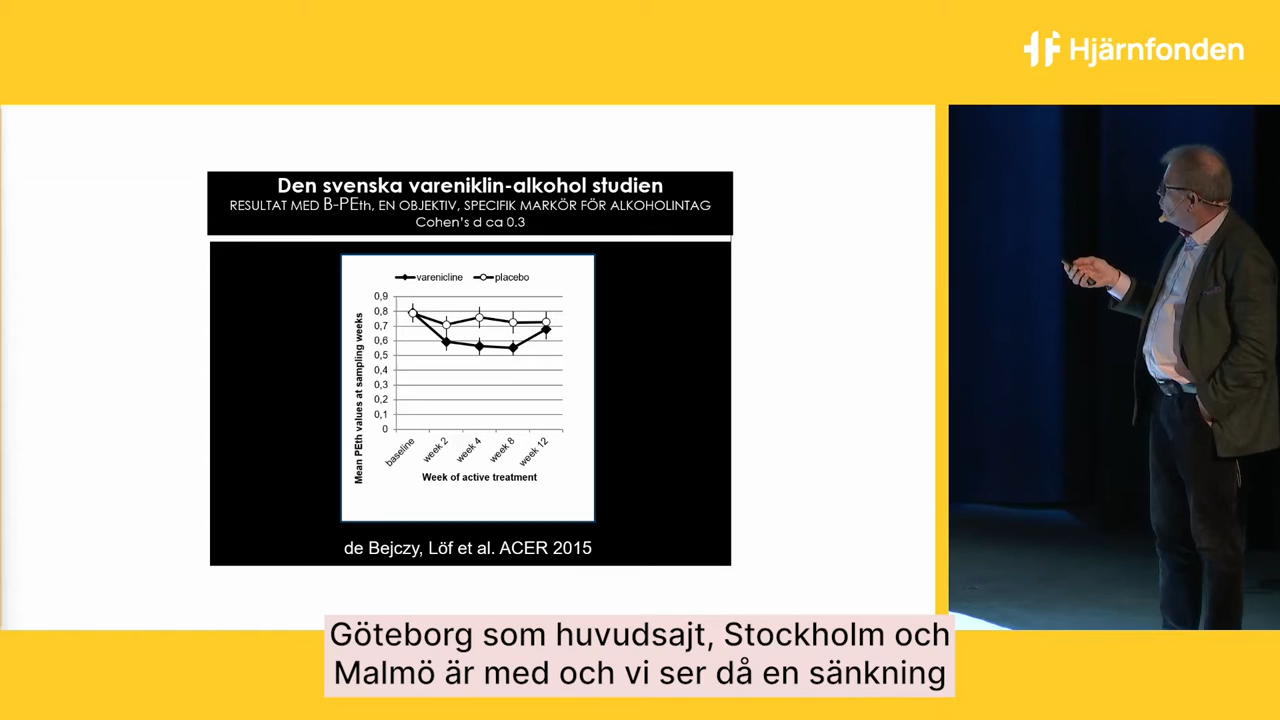 Hjärnfonden
Den svenska vareniklin-alkohol studien
RESULTAT MED B-PEth, EN OBJEKTIV, SPECIFIK MARKÖR FÖR ALKOHOLINTAG
Cohen's d ca 0.3
varenicline placebo
0,9
0,8
0,7
0,6
0,5
0,4
0,3
0,2
0,1
0
Mean PEth values at sampling weeks
baseline week 2 week 4 week 8 week 12
Week of active treatment
de Bejczy, Löf et al. ACER 2015
Göteborg som huvudsajt, Stockholm och
Malmö är med och vi ser då en sänkning